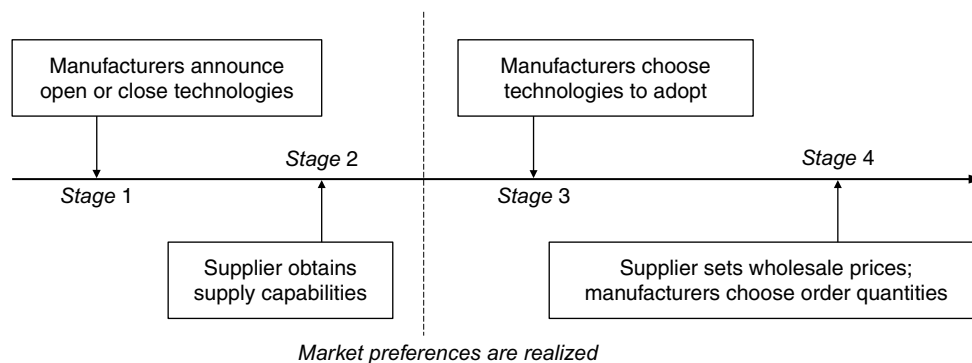 Manufacturers announce
open or close technologies
Manufacturers choose
technologies to adopt
Stage 2
Stage 4
Stage 1
Stage 3
Supplier obtains
supply capabilities
Supplier sets wholesale prices;
manufacturers choose order quantities
Market preferences are realized